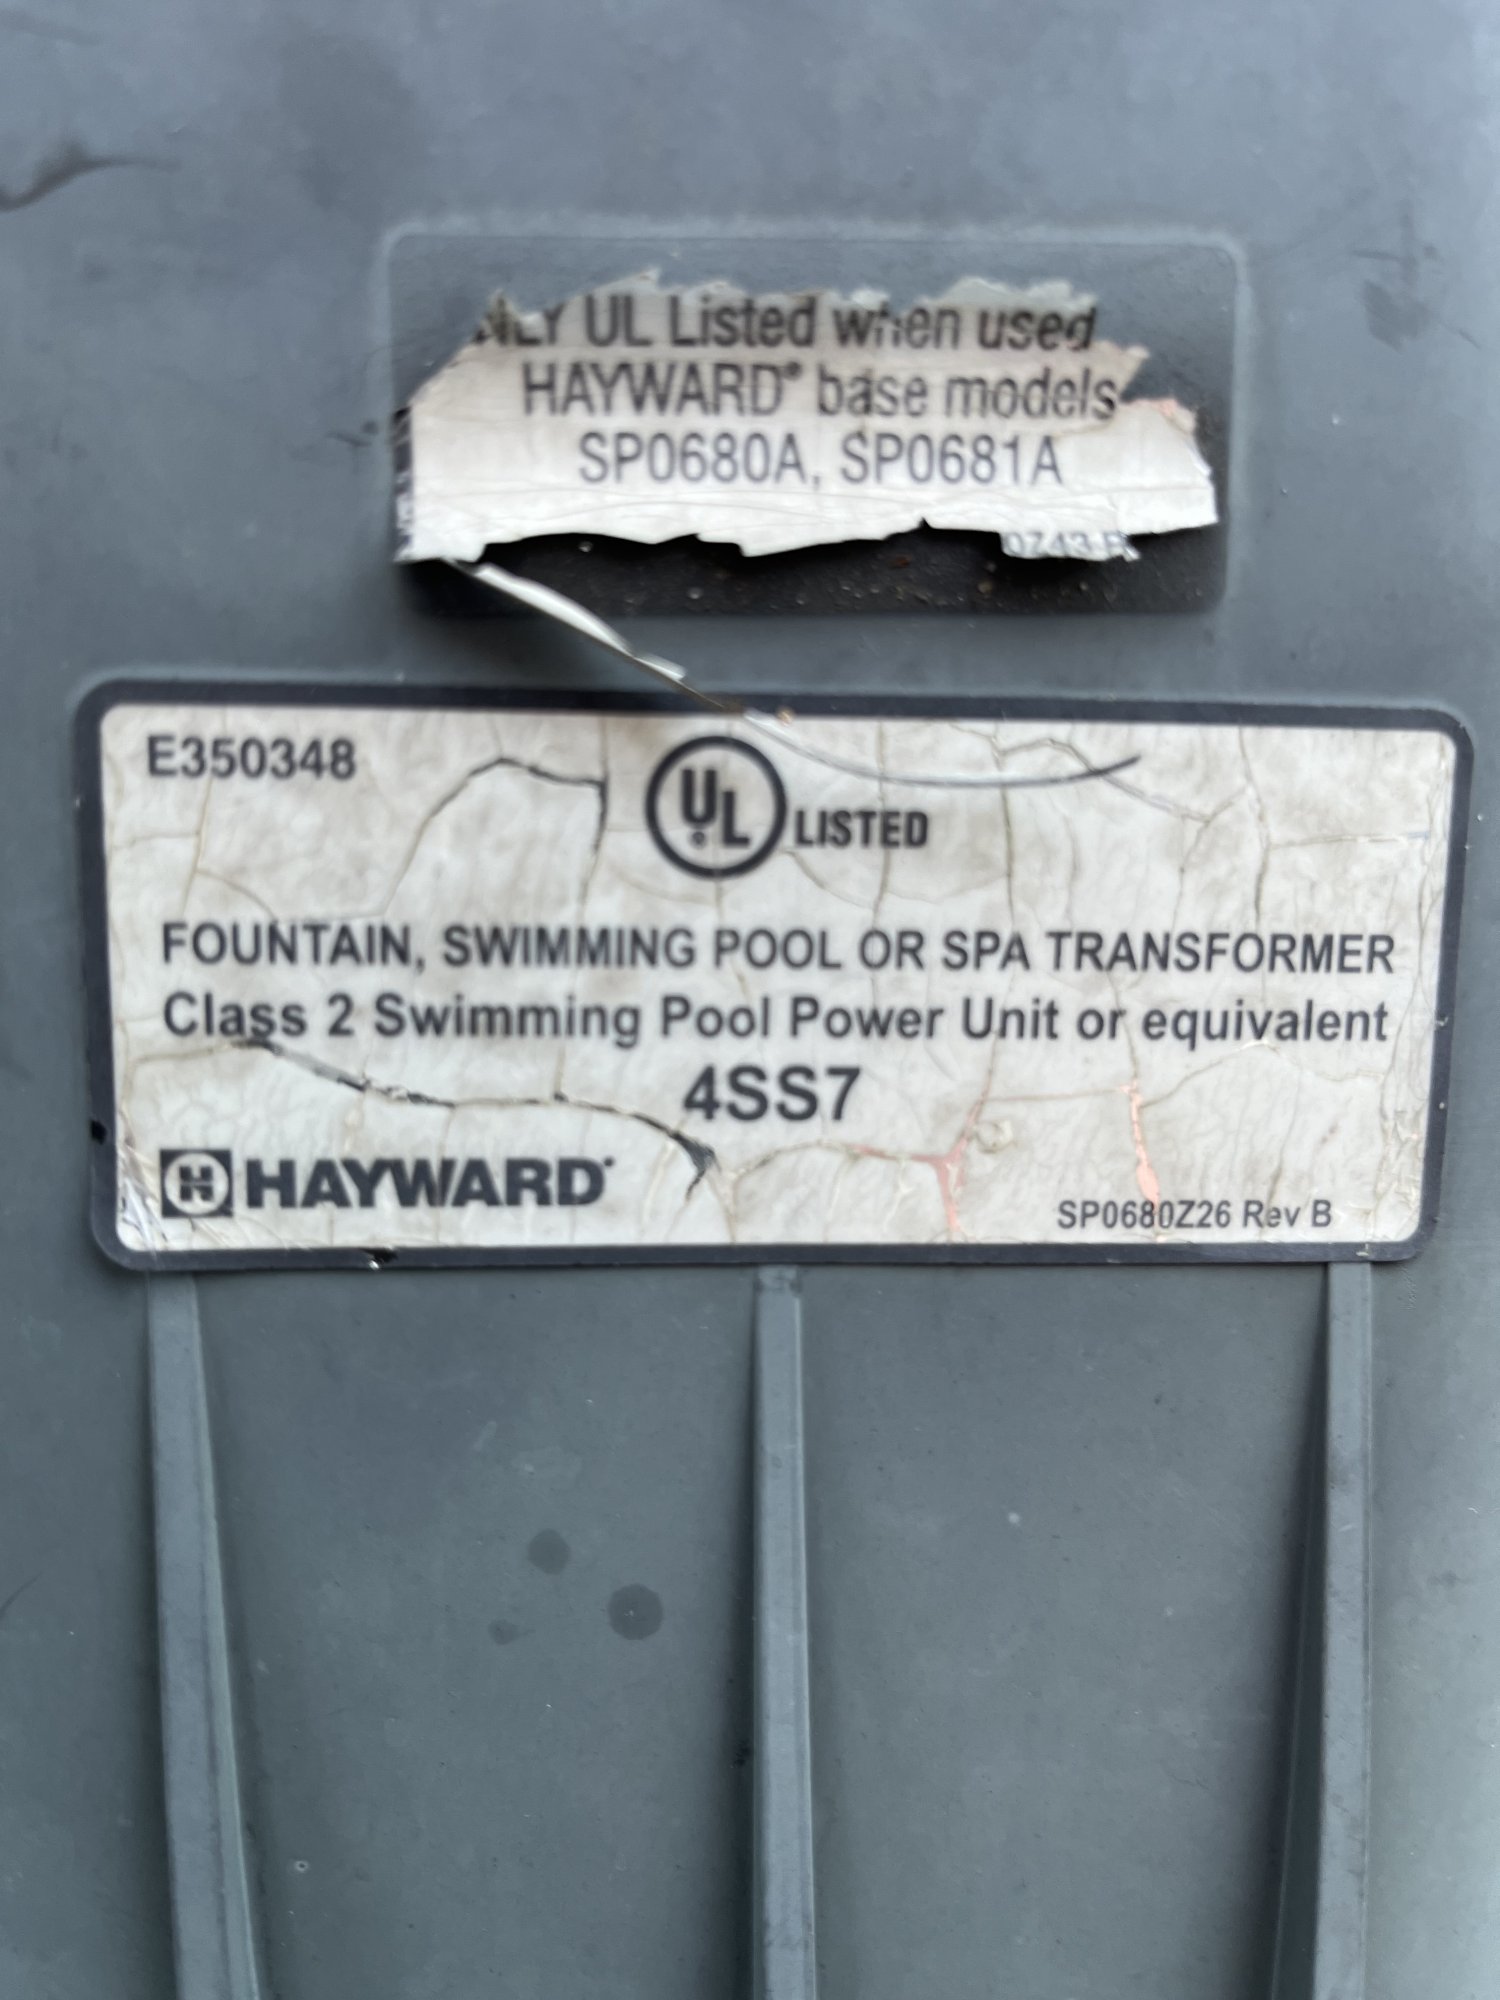 UL Listed when used
HAYWARD® base models
SP0680A, SP0681A
E350348
UL LISTED
FOUNTAIN, SWIMMING POOL OR SPA TRANSFORMER
Class 2 Swimming Pool Power Unit or equivalent
4SS7
H HAYWARD®
SP0680Z26 Rev B